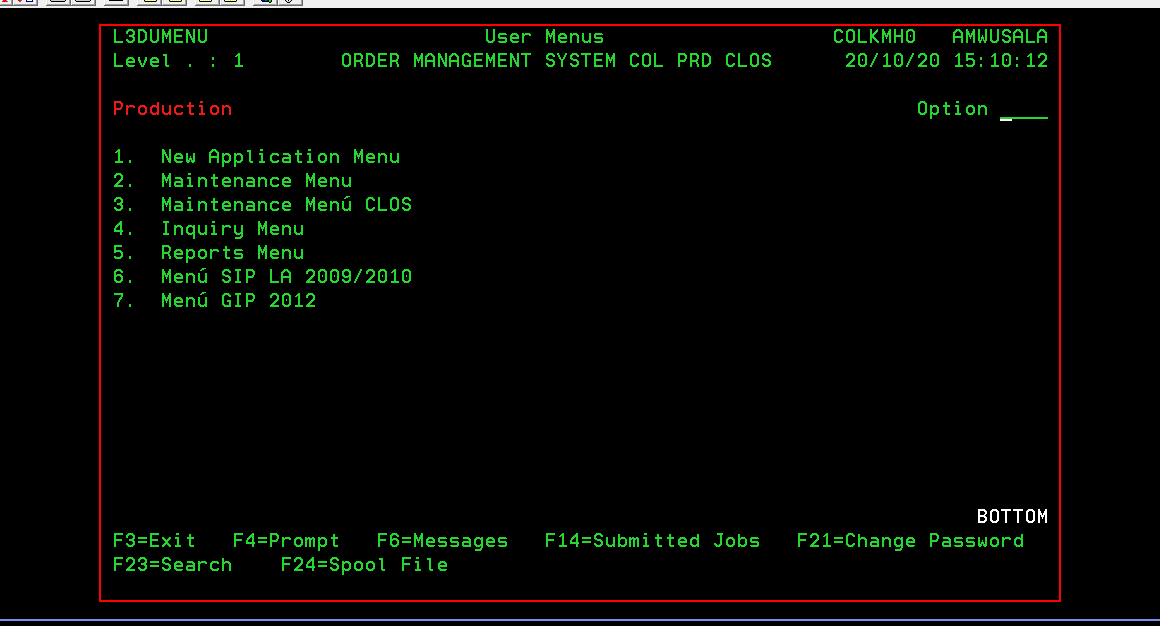 L3DUMENU User Menus COLKMH0 AMWUSALA
Level . : 1 ORDER MANAGEMENT SYSTEM COL PRD CLOS 20/10/20 15:10:12
Production Option
1. New Application Menu
2. Maintenance Menu
3. Maintenance Menú CLOS
4. Inquiry Menu
5. Reports Menu
6. Menú SIP LA 2009/2010
7. Menú GIP 2012
BOTTOM
F3=Exit F4=Prompt F6=Messages F14=Submitted Jobs F21=Change Password
F23=Search F24=Spool File